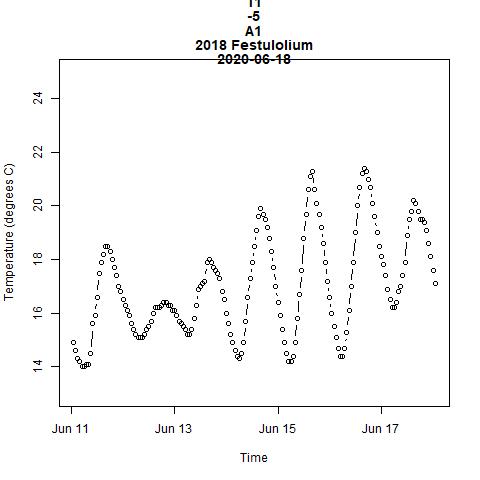 T1
-5
A1
2018 Festulolium
2020-06-18
Temperature (degrees C)
24
22
20
18
16
14
Jun 11
Jun 13
Jun 15
Jun 17
Time